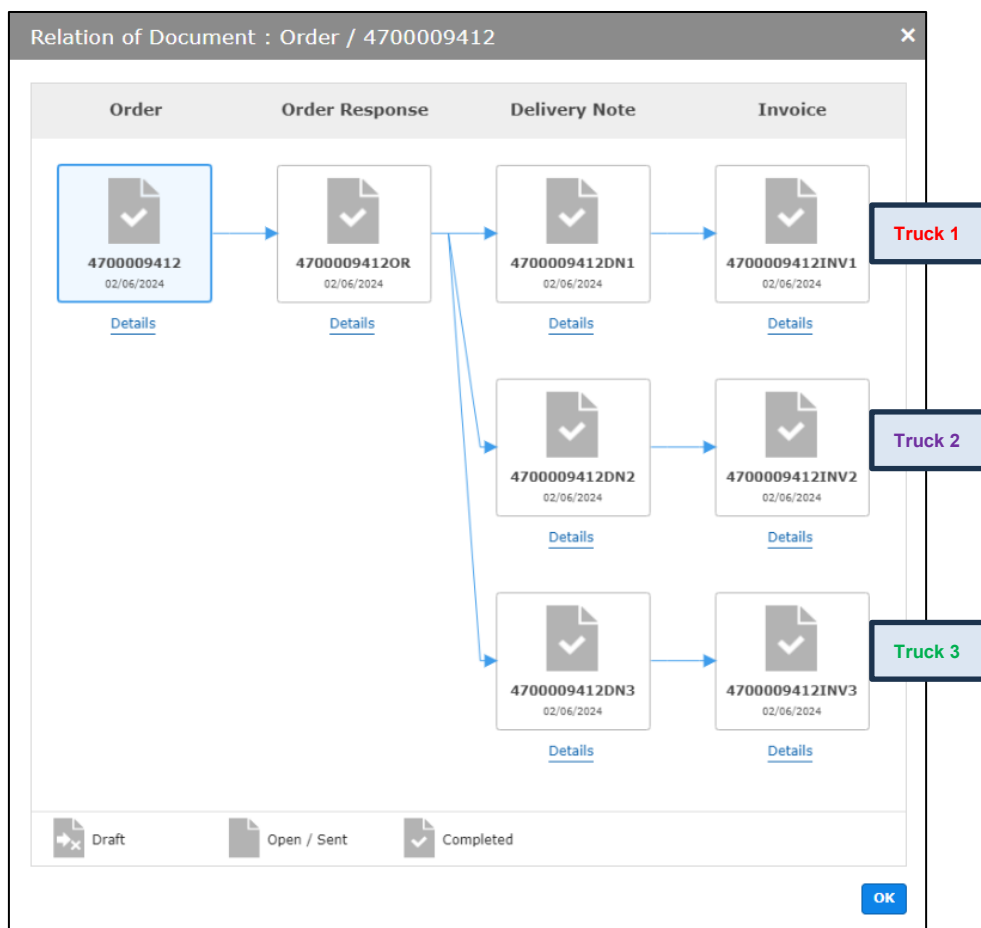 Relation of Document : Order / 4700009412 ×
Order Order Response Delivery Note Invoice
4700009412 4700009412OR 4700009412DN1 4700009412INV1 Truck 1
02/06/2024 02/06/2024 02/06/2024 02/06/2024
Details Details Details Details
4700009412DN2 4700009412INV2 Truck 2
02/06/2024 02/06/2024
Details Details
4700009412DN3 4700009412INV3 Truck 3
02/06/2024 02/06/2024
Details Details
Draft Open / Sent Completed
OK